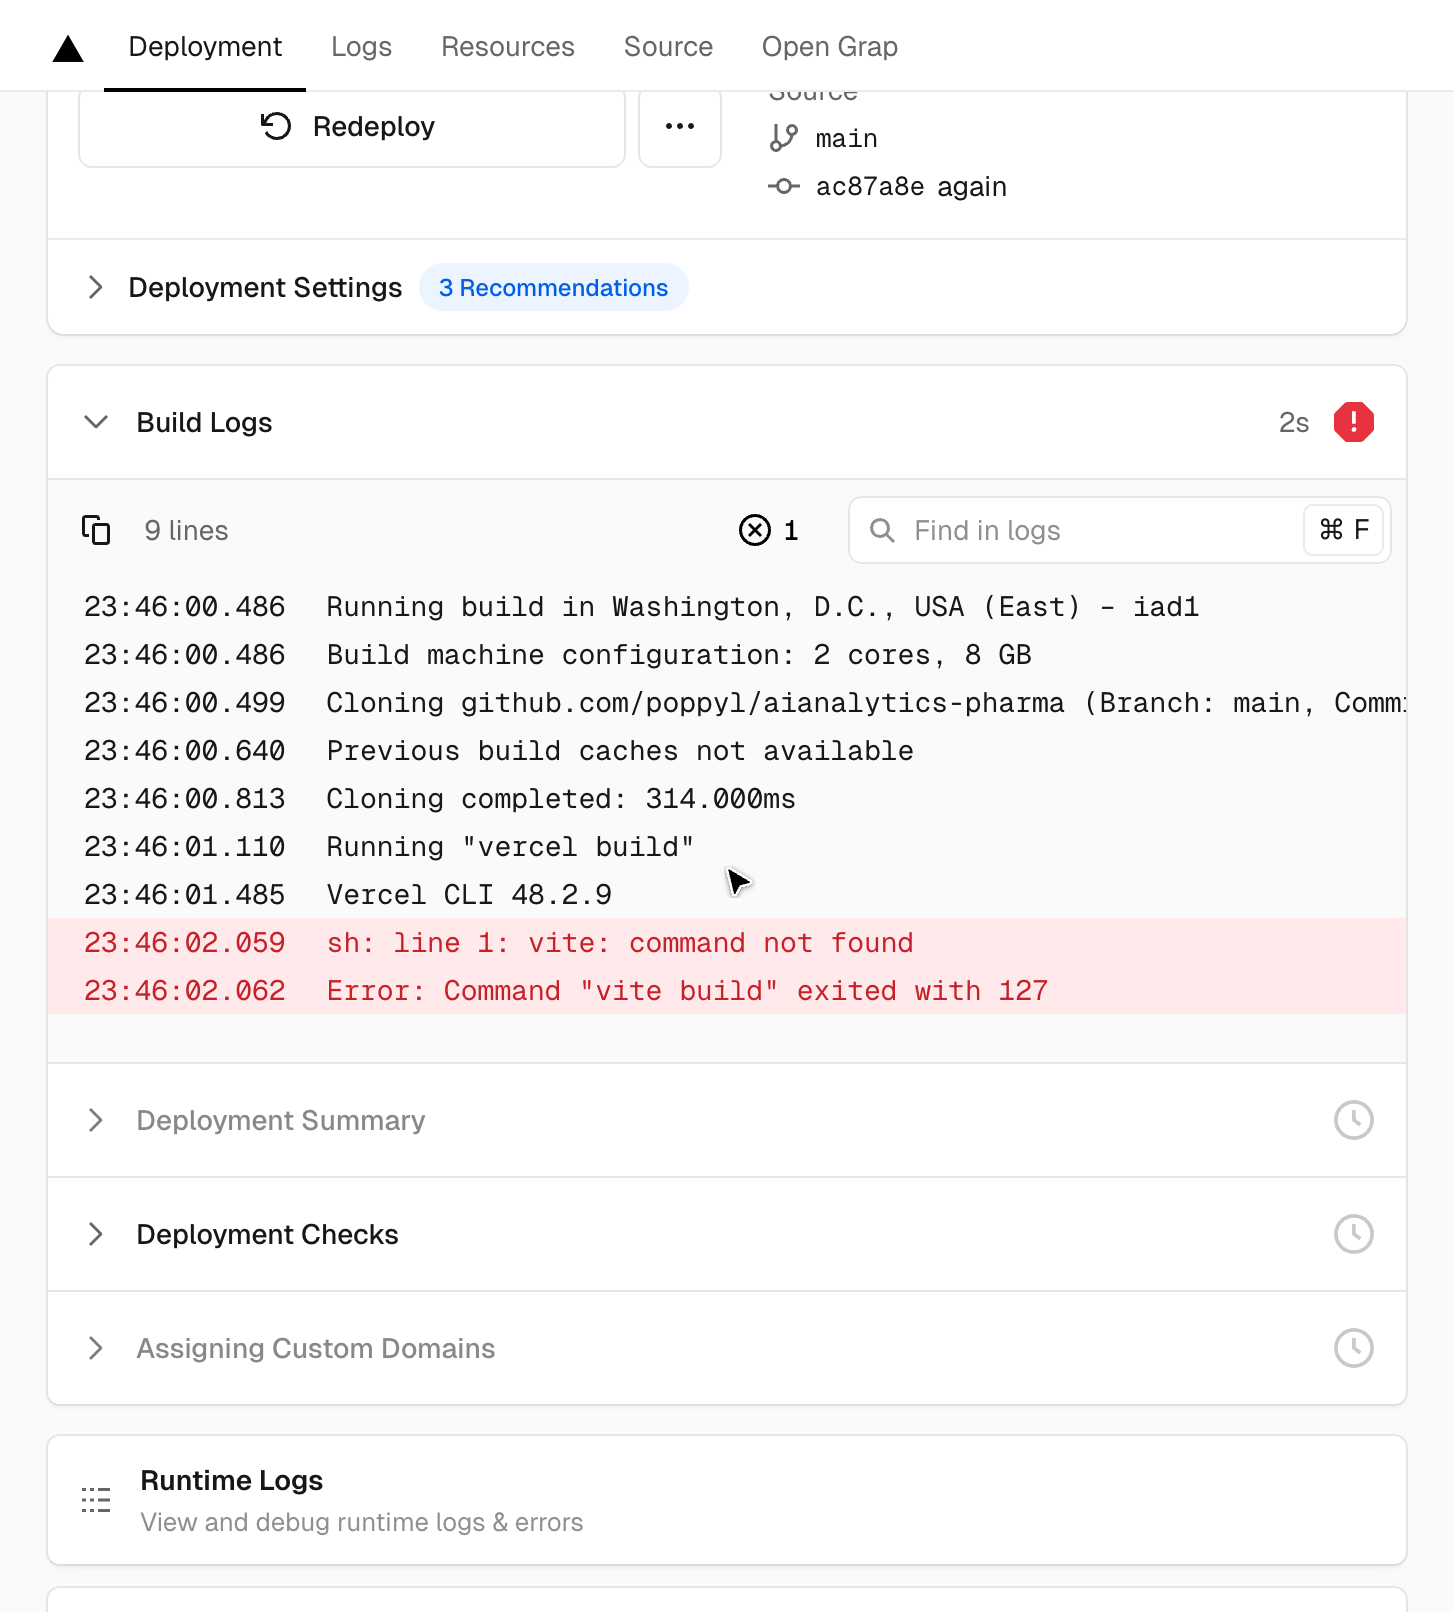 Deployment Logs Resources Source Open Grap
Source
Redeploy
main
ac87a8e again
Deployment Settings 3 Recommendations
Build Logs 2s
9 lines 1 Find in logs ⌘ F
23:46:00.486 Running build in Washington, D.C., USA (East) – iad1
23:46:00.486 Build machine configuration: 2 cores, 8 GB
23:46:00.499 Cloning github.com/poppyl/aianalytics-pharma (Branch: main, Commi
23:46:00.640 Previous build caches not available
23:46:00.813 Cloning completed: 314.000ms
23:46:01.110 Running "vercel build"
23:46:01.485 Vercel CLI 48.2.9
23:46:02.059 sh: line 1: vite: command not found
23:46:02.062 Error: Command "vite build" exited with 127
Deployment Summary
Deployment Checks
Assigning Custom Domains
Runtime Logs
View and debug runtime logs & errors